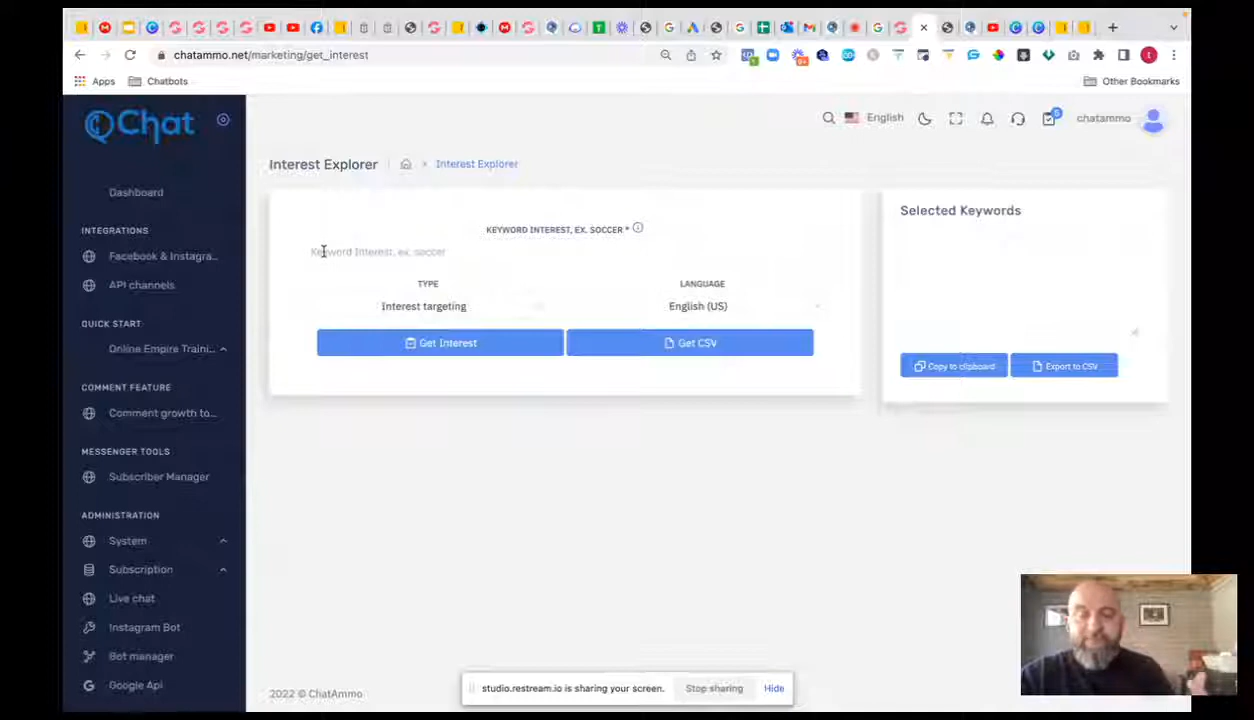 chatammo.net/marketing/get_interest
Apps
Chatbots
Other Bookmarks
QChat
English
chatammo
Interest Explorer
Interest Explorer
Dashboard
INTEGRATIONS
Facebook & Instagra...
API channels
QUICK START
Online Empire Traini...
COMMENT FEATURE
Comment growth to...
MESSENGER TOOLS
Subscriber Manager
ADMINISTRATION
System
Subscription
Live chat
Instagram Bot
Bot manager
Google Api
KEYWORD INTEREST, EX. SOCCER *
Keyword Interest, ex. soccer
TYPE
LANGUAGE
Interest targeting
English (US)
Get Interest
Get CSV
Selected Keywords
Copy to clipboard
Export to CSV
2022 © ChatAmmo
studio.restream.io is sharing your screen.
Stop sharing
Hide